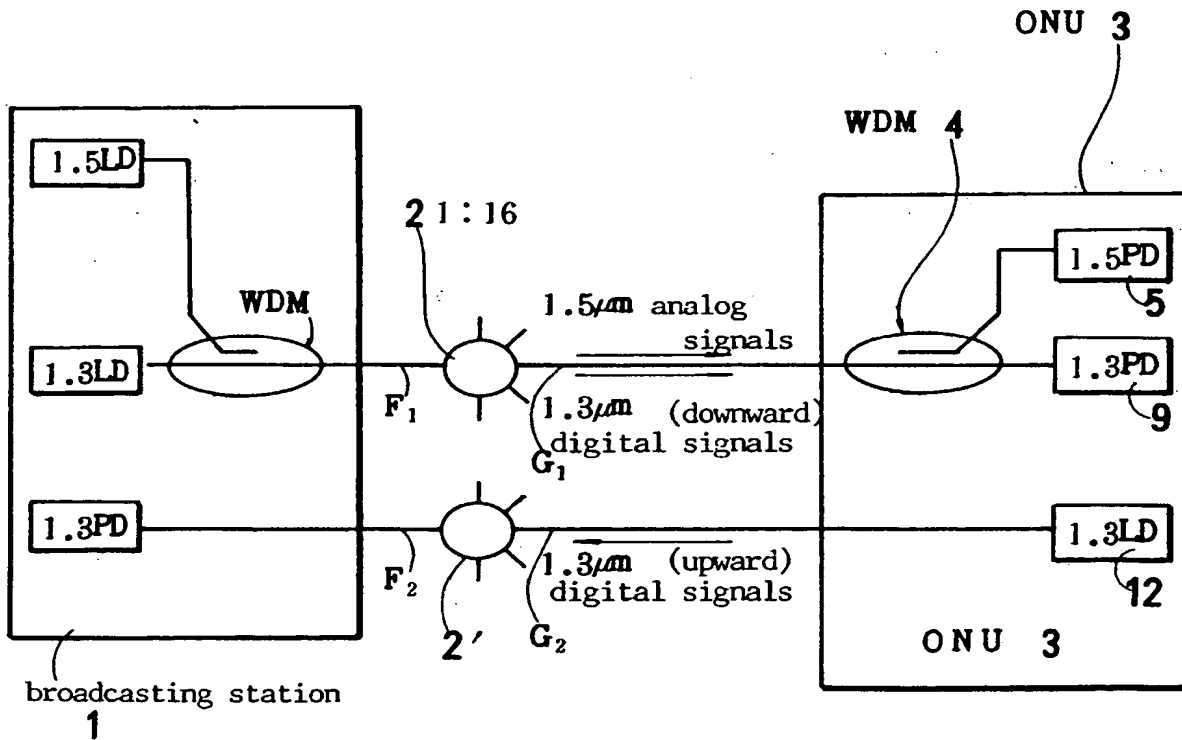 ONU 3
WDM 4
1.5LD
2 1:16
1.5PD
5
WDM
1.5μm analog
signals
1.3LD
1.3PD
9
F1
1.3μm (downward)
digital signals
G1
1.3PD
1.3LD
12
F2
1.3μm (upward)
digital signals
2'
G2
ONU 3
broadcasting station
1